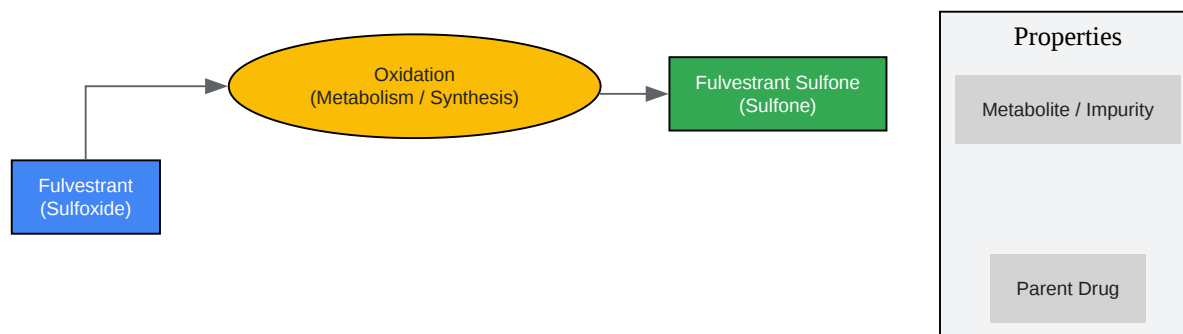 Oxidation
(Metabolism / Synthesis)
Fulvestrant Sulfone
(Sulfone)
Fulvestrant
(Sulfoxide)
Properties
Metabolite / Impurity
Parent Drug